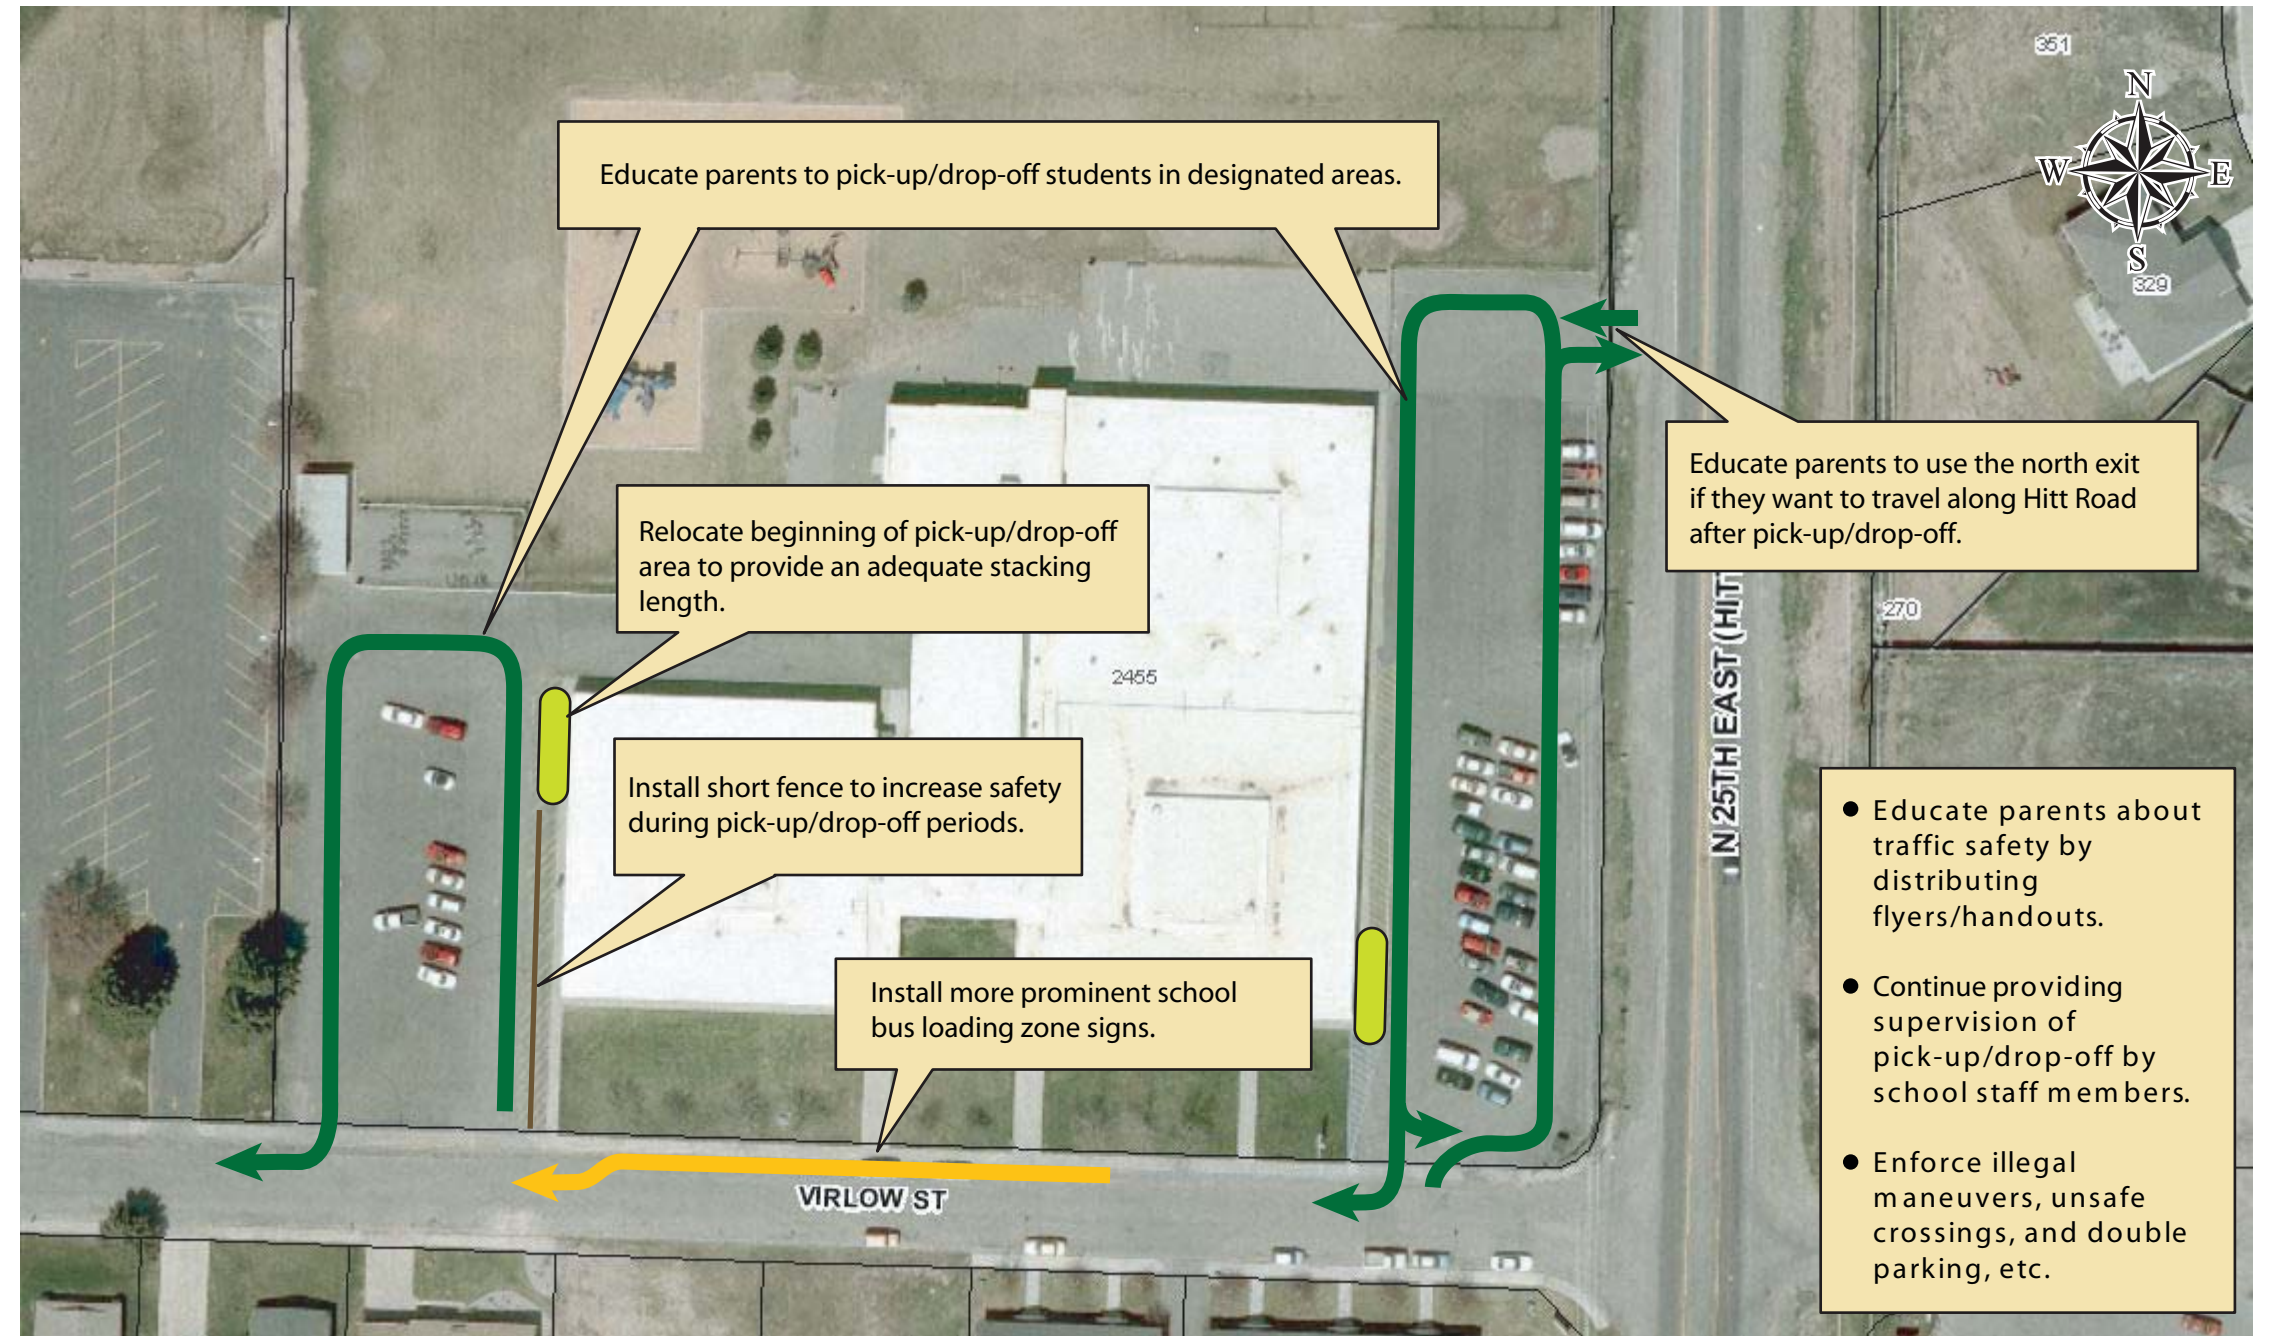 351
N
W
E
S
329
Educate parents to pick-up/drop-off students in designated areas.
Educate parents to use the north exit
if they want to travel along Hitt Road
after pick-up/drop-off.
Relocate beginning of pick-up/drop-off
area to provide an adequate stacking
length.
270
2455
N 25TH EAST (HIT
Install short fence to increase safety
during pick-up/drop-off periods.
● Educate parents about
traffic safety by
distributing
flyers/handouts.
● Continue providing
supervision of
pick-up/drop-off by
school staff members.
● Enforce illegal
maneuvers, unsafe
crossings, and double
parking, etc.
Install more prominent school
bus loading zone signs.
VIRLOW ST